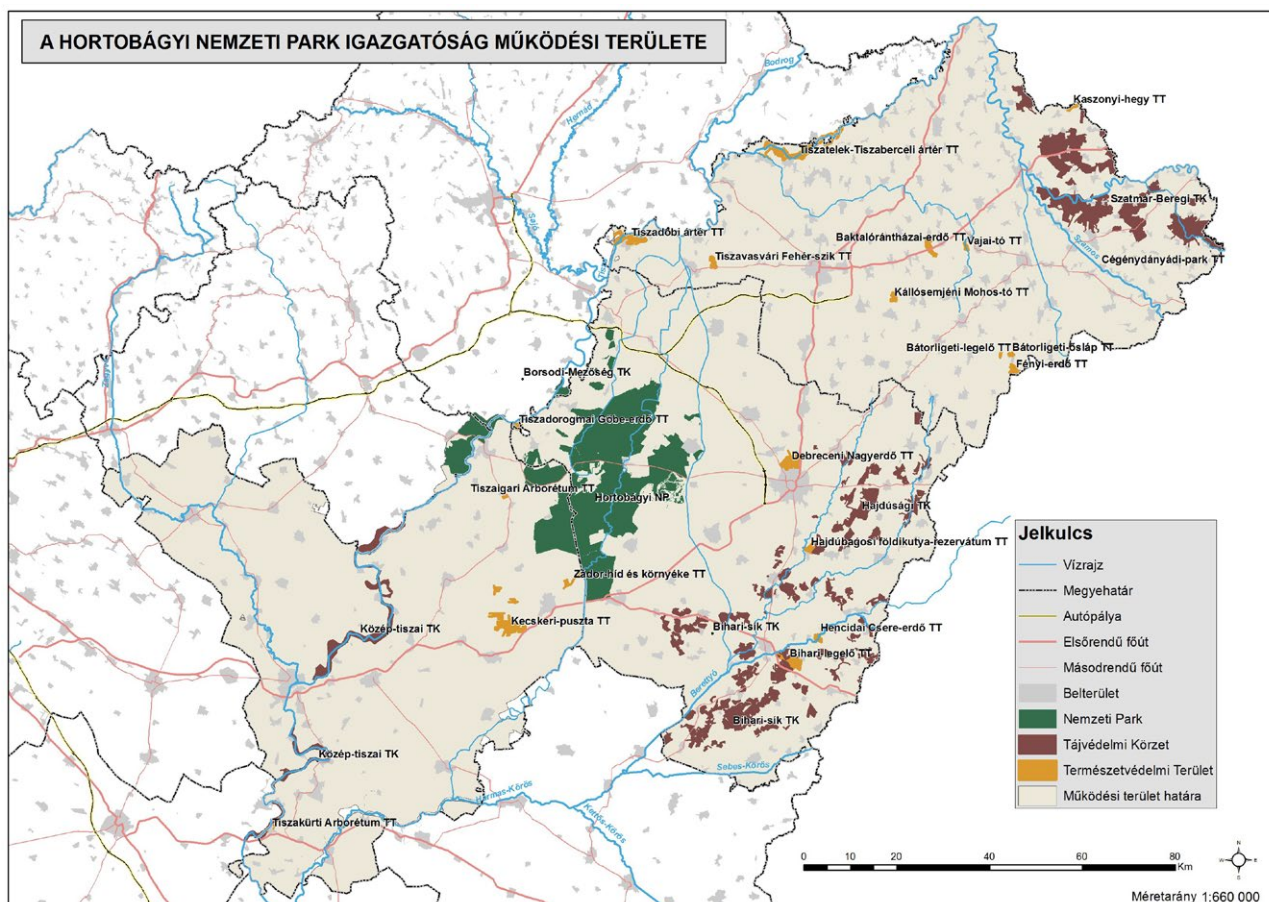 A HORTOBÁGYI NEMZETI PARK IGAZGATÓSÁG MŰKÖDÉSI TERÜLETE
Bodrog
Hernád
Sajó
Kaszonyi-hegy TT
Tiszatelek-Tiszaberceli ártér TT
Szatmár-Beregi TK
Szamos
Tiszadobi ártér TT
Baktalórántházai-erdő TT
Vajai-tó TT
Tiszavasvári Fehér-szik TT
Cégénydányádi-park TT
Kállósemjéni Mohos-tó TT
Bátorligeti-legelő TT
Bátorligeti-ősláp TT
Fényi-erdő TT
Borsodi-Mezőség TK
Tiszadorogmai Göbe-erdő TT
Debreceni Nagyerdő TT
Tiszaigari Arborétum TT
Hortobágyi NP
Hajdúsági TK
Hajdúbagosi földikutya-rezervátum TT
Zádor-híd és környéke TT
Kecskéri-puszta TT
Közép-tiszai TK
Bihari-sík TK
Hencidai Csere-erdő TT
Bihari-legelő TT
Berettyó
Bihari-sík TK
Közép-tiszai TK
Sebes-Körös
Hármas-Körös
Kettős-Körös
Tiszakürti Arborétum TT
Jelkulcs
Vízrajz
Megyehatár
Autópálya
Elsőrendű főút
Másodrendű főút
Belterület
Nemzeti Park
Tájvédelmi Körzet
Természetvédelmi Terület
Működési terület határa
0 10 20 40 60 80
Km
N
W E
S
Méretarány 1:660 000